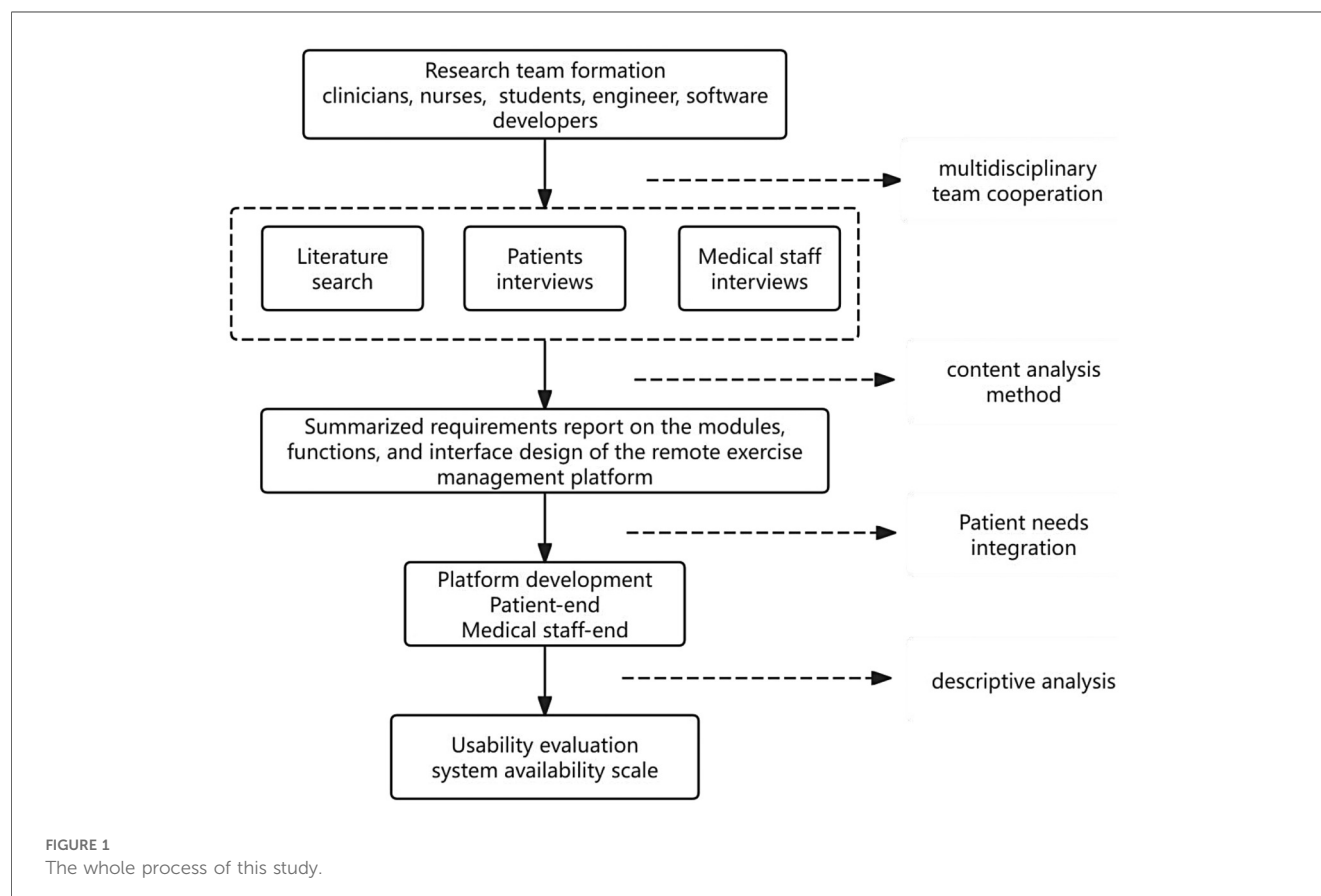 Research team formation
clinicians, nurses, students, engineer, software
developers
multidisciplinary
team cooperation
Literature
search
Patients
interviews
Medical staff
interviews
content analysis
method
Summarized requirements report on the modules,
functions, and interface design of the remote exercise
management platform
Patient needs
integration
Platform development
Patient-end
Medical staff-end
descriptive analysis
Usability evaluation
system availability scale
FIGURE 1
The whole process of this study.